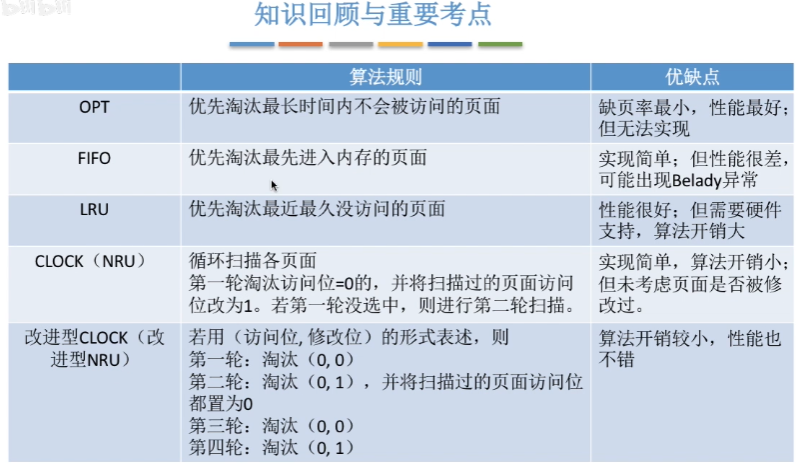 bilibili
知识回顾与重要考点
算法规则
优缺点
OPT
优先淘汰最长时间内不会被访问的页面
缺页率最小，性能最好；
但无法实现
FIFO
优先淘汰最先进入内存的页面
实现简单；但性能很差，
可能出现Belady异常
LRU
优先淘汰最近最久没访问的页面
性能很好；但需要硬件
支持，算法开销大
CLOCK（NRU）
循环扫描各页面
第一轮淘汰访问位=0的，并将扫描过的页面访问
位改为1。若第一轮没选中，则进行第二轮扫描。
实现简单，算法开销小；
但未考虑页面是否被修
改过。
改进型CLOCK（改
进型NRU）
若用（访问位, 修改位）的形式表述，则
第一轮：淘汰（0, 0）
第二轮：淘汰（0, 1），并将扫描过的页面访问位
都置为0
第三轮：淘汰（0, 0）
第四轮：淘汰（0, 1）
算法开销较小，性能也
不错